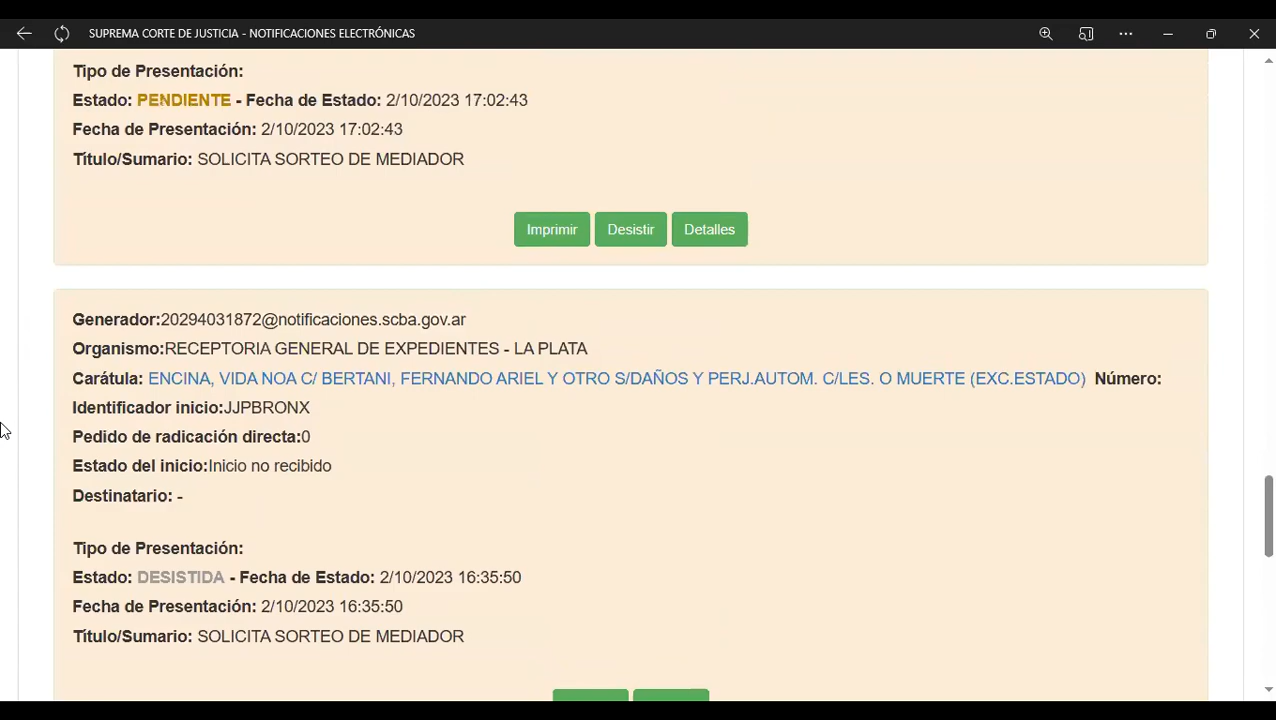 SUPREMA CORTE DE JUSTICIA - NOTIFICACIONES ELECTRÓNICAS
Tipo de Presentación:
Estado: PENDIENTE - Fecha de Estado: 2/10/2023 17:02:43
Fecha de Presentación: 2/10/2023 17:02:43
Título/Sumario: SOLICITA SORTEO DE MEDIADOR
Imprimir Desistir Detalles
Generador:20294031872@notificaciones.scba.gov.ar
Organismo:RECEPTORIA GENERAL DE EXPEDIENTES - LA PLATA
Carátula: ENCINA, VIDA NOA C/ BERTANI, FERNANDO ARIEL Y OTRO S/DAÑOS Y PERJ.AUTOM. C/LES. O MUERTE (EXC.ESTADO) Número:
Identificador inicio:JJPBRONX
Pedido de radicación directa:0
Estado del inicio:Inicio no recibido
Destinatario: -
Tipo de Presentación:
Estado: DESISTIDA - Fecha de Estado: 2/10/2023 16:35:50
Fecha de Presentación: 2/10/2023 16:35:50
Título/Sumario: SOLICITA SORTEO DE MEDIADOR